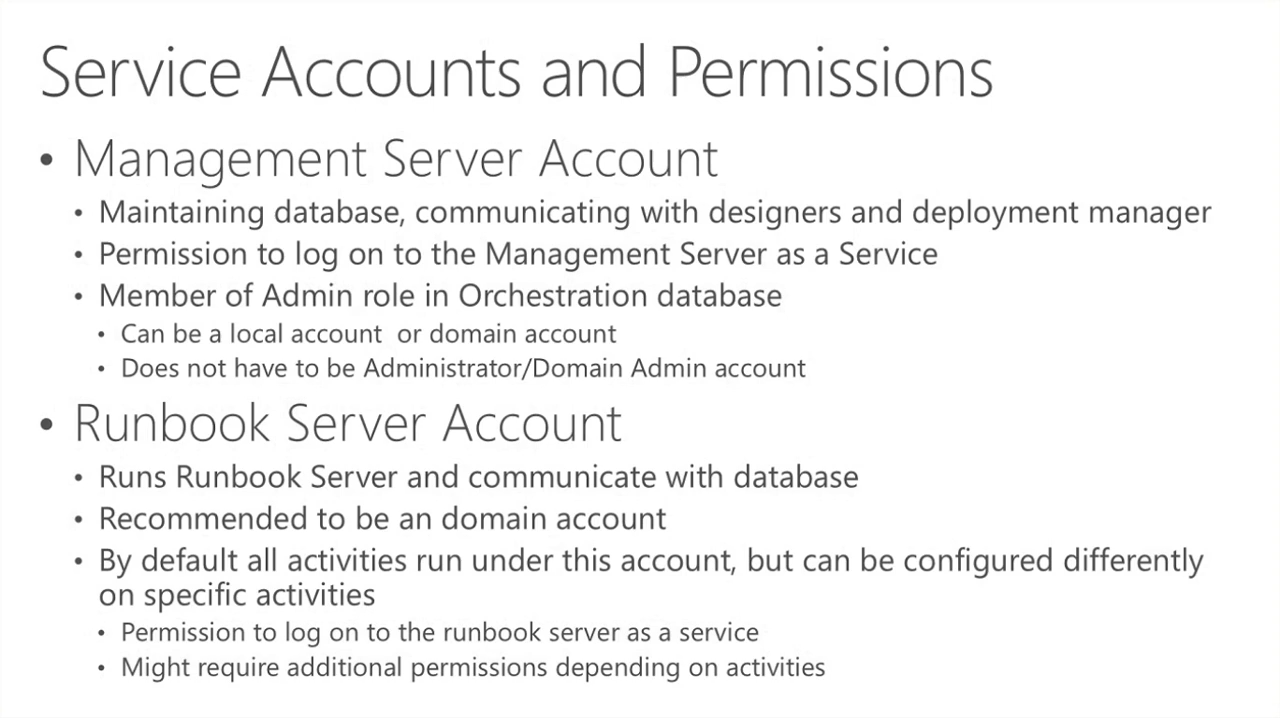 Service Accounts and Permissions
• Management Server Account
• Maintaining database, communicating with designers and deployment manager
• Permission to log on to the Management Server as a Service
• Member of Admin role in Orchestration database
• Can be a local account  or domain account
• Does not have to be Administrator/Domain Admin account
• Runbook Server Account
• Runs Runbook Server and communicate with database
• Recommended to be an domain account
• By default all activities run under this account, but can be configured differently
on specific activities
• Permission to log on to the runbook server as a service
• Might require additional permissions depending on activities